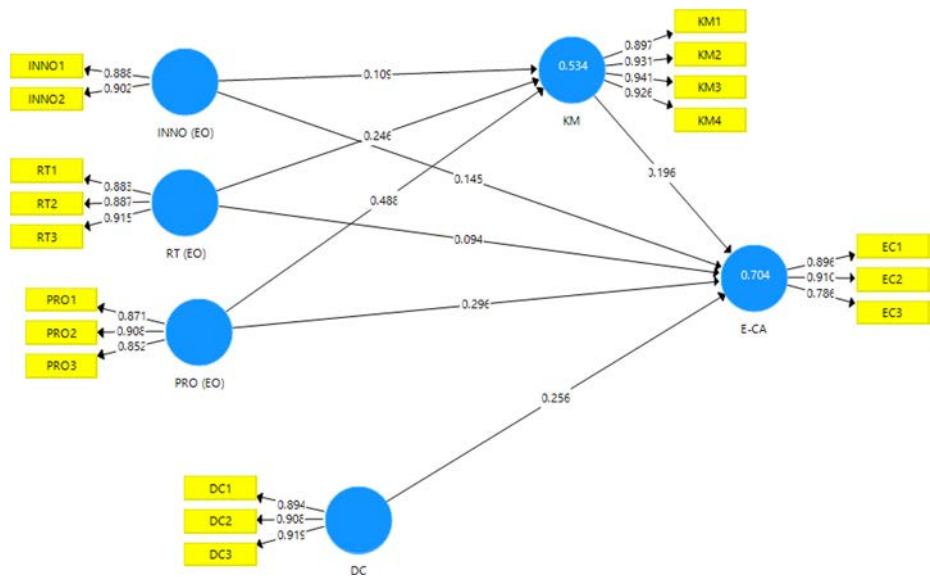 INNO1
INNO2
0.888
0.902
INNO (EO)
RT1
RT2
RT3
0.883
0.887
0.915
RT (EO)
PRO1
PRO2
PRO3
0.871
0.908
0.852
PRO (EO)
DC1
DC2
DC3
0.894
0.908
0.919
DC
0.109
0.246
0.488
0.145
0.094
0.296
0.256
0.196
0.534
KM
0.897
0.931
0.941
0.926
KM1
KM2
KM3
KM4
0.704
E-CA
0.896
0.910
0.786
EC1
EC2
EC3